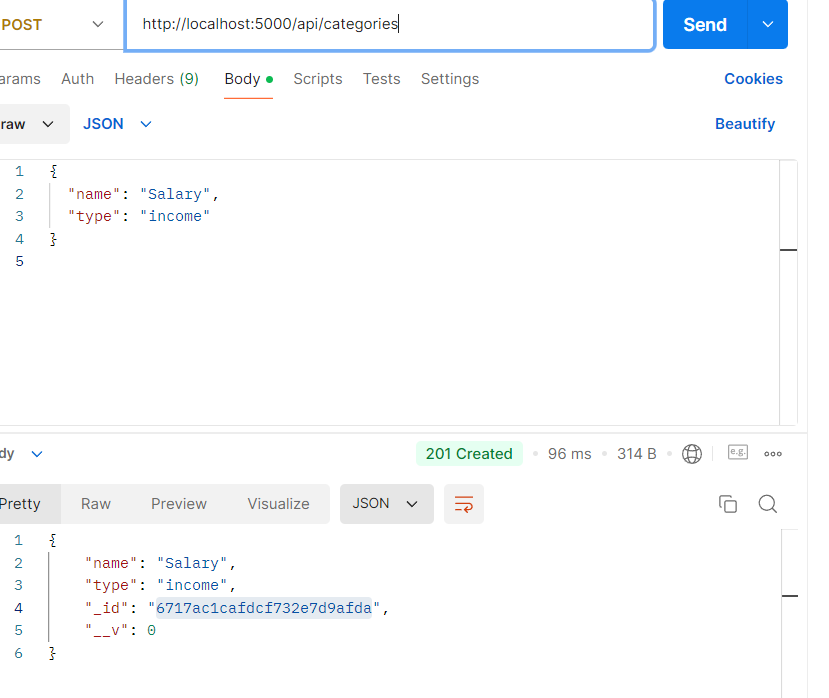 POST http://localhost:5000/api/categories Send
arams Auth Headers (9) Body Scripts Tests Settings Cookies
raw JSON Beautify
1 {
2 "name": "Salary",
3 "type": "income"
4 }
5
dy 201 Created 96 ms 314 B e.g.
Pretty Raw Preview Visualize JSON
1 {
2 "name": "Salary",
3 "type": "income",
4 "_id": "6717ac1cafdcf732e7d9afda",
5 "__v": 0
6 }